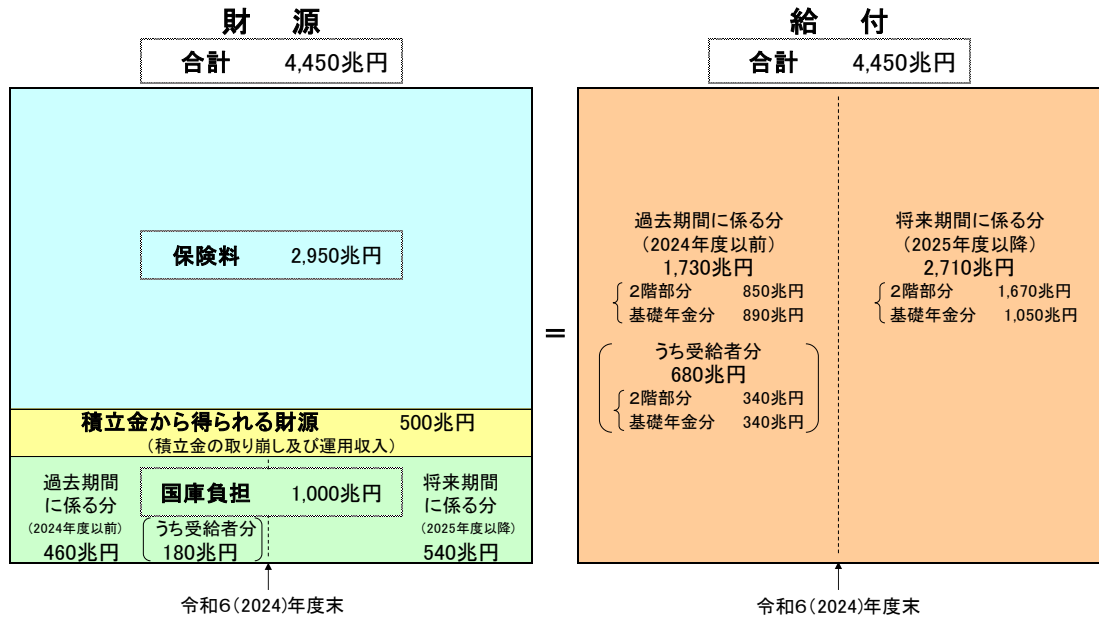 財　源
合計　4,450兆円
保険料　2,950兆円
積立金から得られる財源　500兆円
（積立金の取り崩し及び運用収入）
過去期間
に係る分
（2024年度以前）
460兆円
国庫負担　1,000兆円
うち受給者分
180兆円
将来期間
に係る分
（2025年度以降）
540兆円
令和6(2024)年度末
＝
給　付
合計　4,450兆円
過去期間に係る分
（2024年度以前）
1,730兆円
２階部分　850兆円
基礎年金分　890兆円
うち受給者分
680兆円
２階部分　340兆円
基礎年金分　340兆円
将来期間に係る分
（2025年度以降）
2,710兆円
２階部分　1,670兆円
基礎年金分　1,050兆円
令和6(2024)年度末